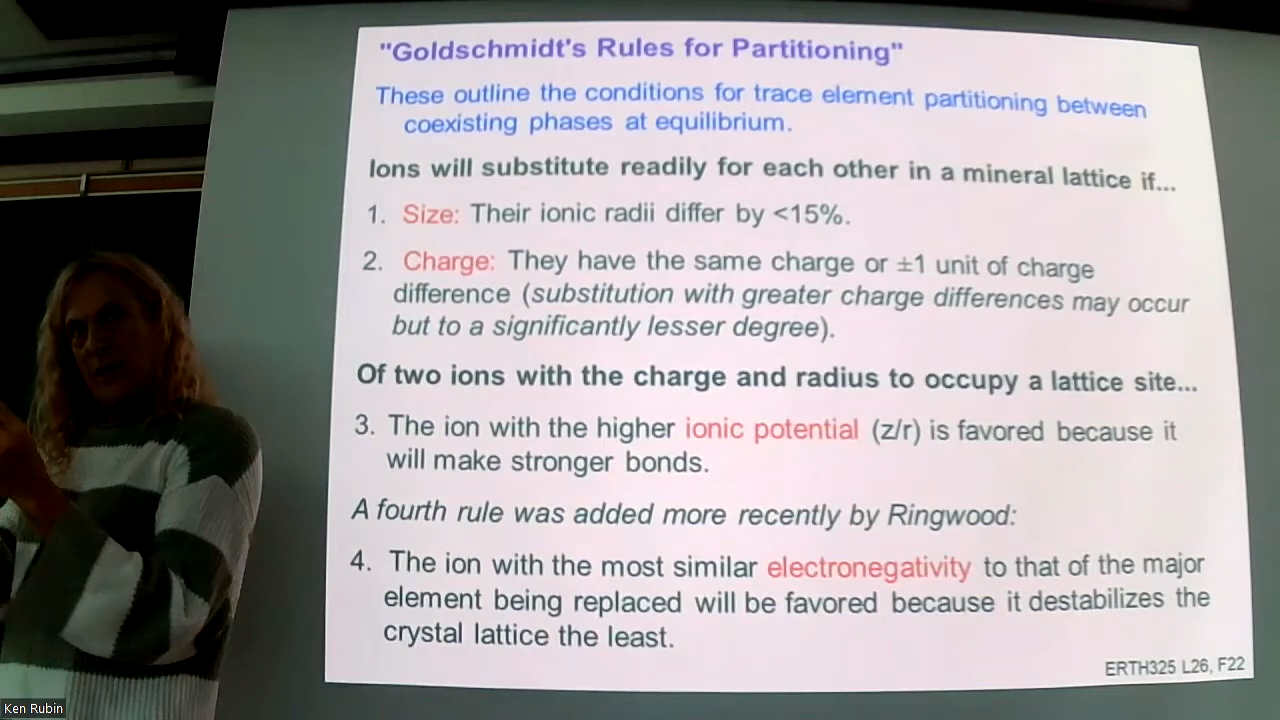 "Goldschmidt's Rules for Partitioning"
These outline the conditions for trace element partitioning between
coexisting phases at equilibrium.
Ions will substitute readily for each other in a mineral lattice if...
1. Size: Their ionic radii differ by <15%.
2. Charge: They have the same charge or ±1 unit of charge
difference (substitution with greater charge differences may occur
but to a significantly lesser degree).
Of two ions with the charge and radius to occupy a lattice site...
3. The ion with the higher ionic potential (z/r) is favored because it
will make stronger bonds.
A fourth rule was added more recently by Ringwood:
4. The ion with the most similar electronegativity to that of the major
element being replaced will be favored because it destabilizes the
crystal lattice the least.
ERTH325 L26, F22
Ken Rubin